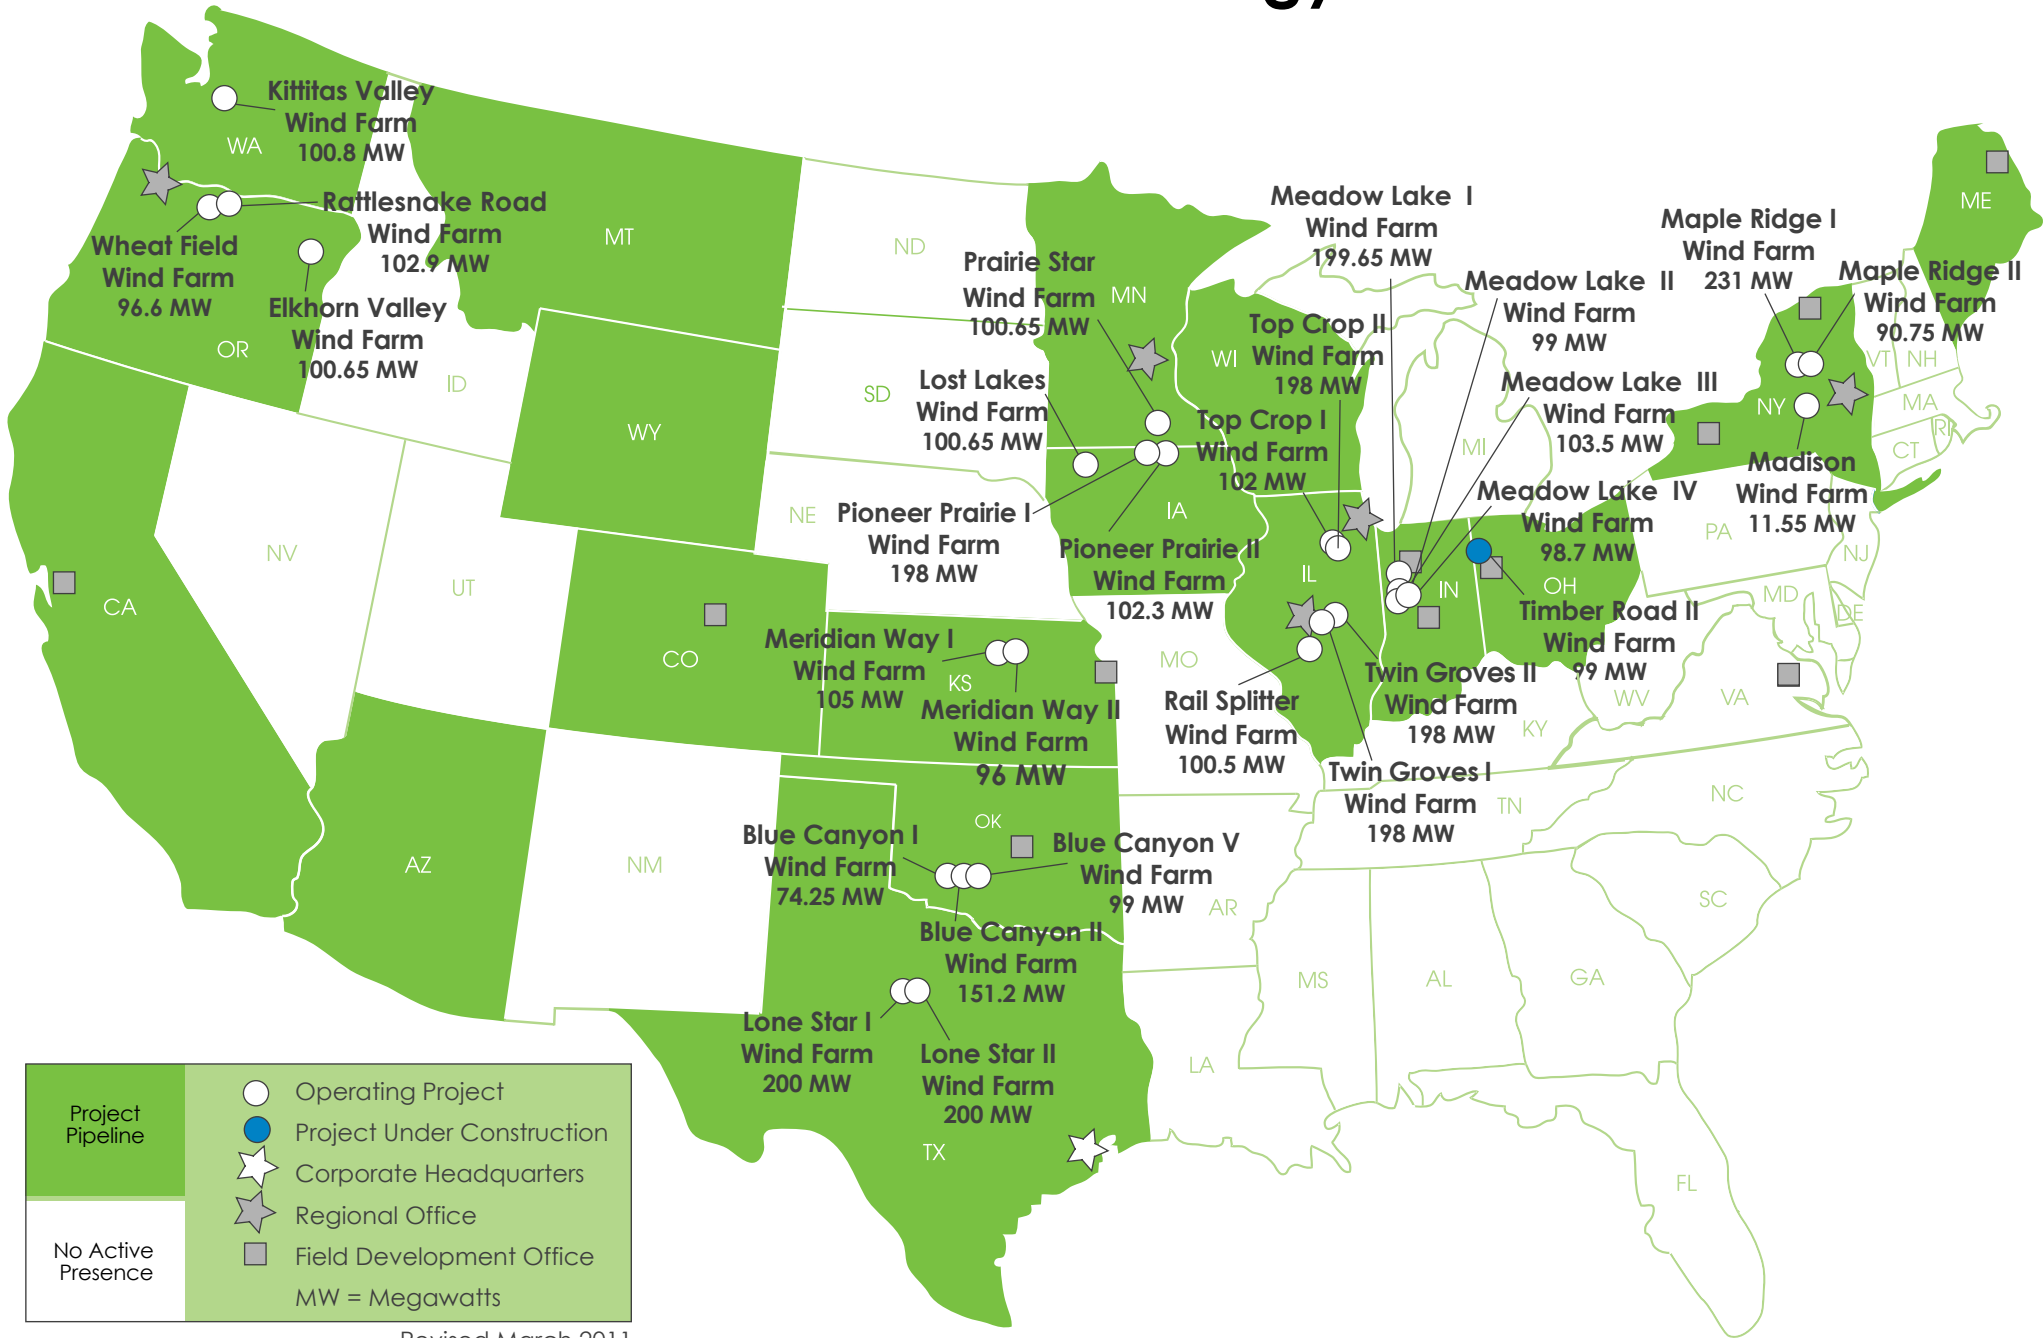 Kittitas Valley
Wind Farm
100.8 MW
WA
Rattlesnake Road
Wind Farm
102.9 MW
Wheat Field
Wind Farm
96.6 MW
Elkhorn Valley
Wind Farm
100.65 MW
OR
ID
MT
ND
SD
WY
NE
NV
UT
CA
CO
AZ
NM
Prairie Star
Wind Farm
100.65 MW
MN
Lost Lakes
Wind Farm
100.65 MW
Pioneer Prairie I
Wind Farm
198 MW
IA
Pioneer Prairie II
Wind Farm
102.3 MW
WI
Meadow Lake I
Wind Farm
199.65 MW
Top Crop II
Wind Farm
198 MW
Top Crop I
Wind Farm
102 MW
Meadow Lake II
Wind Farm
99 MW
Meadow Lake III
Wind Farm
103.5 MW
Meadow Lake IV
Wind Farm
98.7 MW
MI
IL
IN
OH
Timber Road II
Wind Farm
99 MW
Twin Groves II
Wind Farm
198 MW
Twin Groves I
Wind Farm
198 MW
Rail Splitter
Wind Farm
100.5 MW
MO
Meridian Way I
Wind Farm
105 MW
KS
Meridian Way II
Wind Farm
96 MW
OK
Blue Canyon I
Wind Farm
74.25 MW
Blue Canyon V
Wind Farm
99 MW
Blue Canyon II
Wind Farm
151.2 MW
Lone Star I
Wind Farm
200 MW
Lone Star II
Wind Farm
200 MW
TX
Maple Ridge I
Wind Farm
231 MW
Maple Ridge II
Wind Farm
90.75 MW
Madison
Wind Farm
11.55 MW
NY
ME
VT
NH
MA
RI
CT
PA
NJ
MD
DE
WV
VA
KY
TN
NC
SC
AR
MS
AL
GA
LA
FL
Project
Pipeline
No Active
Presence
Operating Project
Project Under Construction
Corporate Headquarters
Regional Office
Field Development Office
MW = Megawatts
Revised March 2011